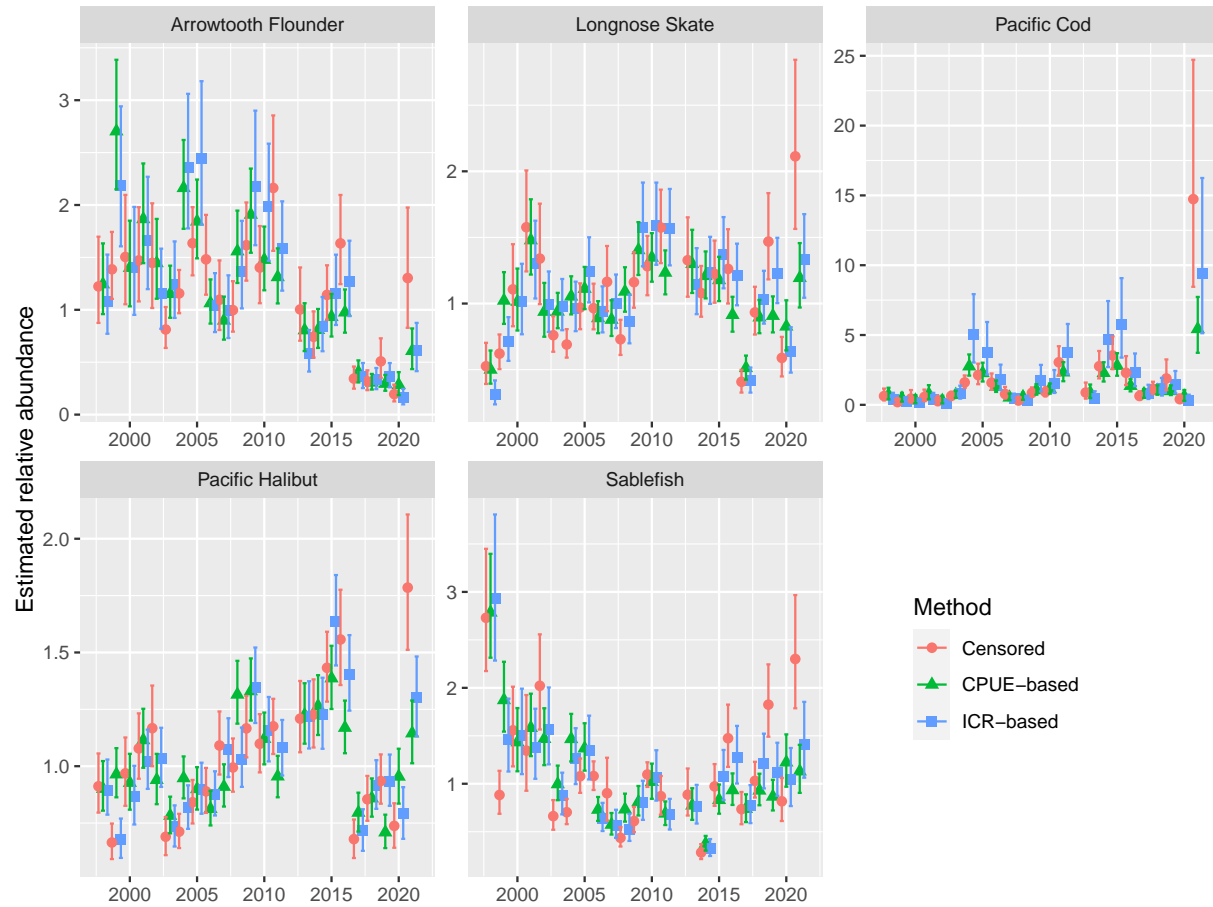 Arrowtooth Flounder
Longnose Skate
Pacific Cod
3
2
1
0
2
1
25
20
15
10
5
0
2000 2005 2010 2015 2020
2000 2005 2010 2015 2020
2000 2005 2010 2015 2020
Estimated relative abundance
Pacific Halibut
Sablefish
2.0
1.5
1.0
3
2
1
2000 2005 2010 2015 2020
2000 2005 2010 2015 2020
Method
Censored
CPUE−based
ICR−based